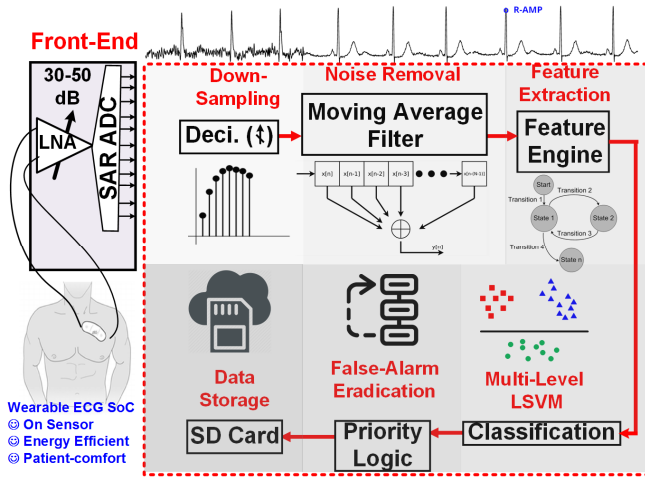 R-AMP
Front-End
30-50
dB
LNA
SAR ADC
Down-
Sampling
Noise Removal
Feature
Extraction
Deci. (
)
Moving Average
Filter
Feature
Engine
x[n]
x[n-1]
x[n-2]
x[n-3]
y[n]
Start
Transition 1
Transition 2
State 1
State 2
Transition 3
Transition 4
State n
Data
Storage
False-Alarm
Eradication
Multi-Level
LSVM
SD Card
Priority
Logic
Classification
Wearable ECG SoC
☺ On Sensor
☺ Energy Efficient
☺ Patient-comfort